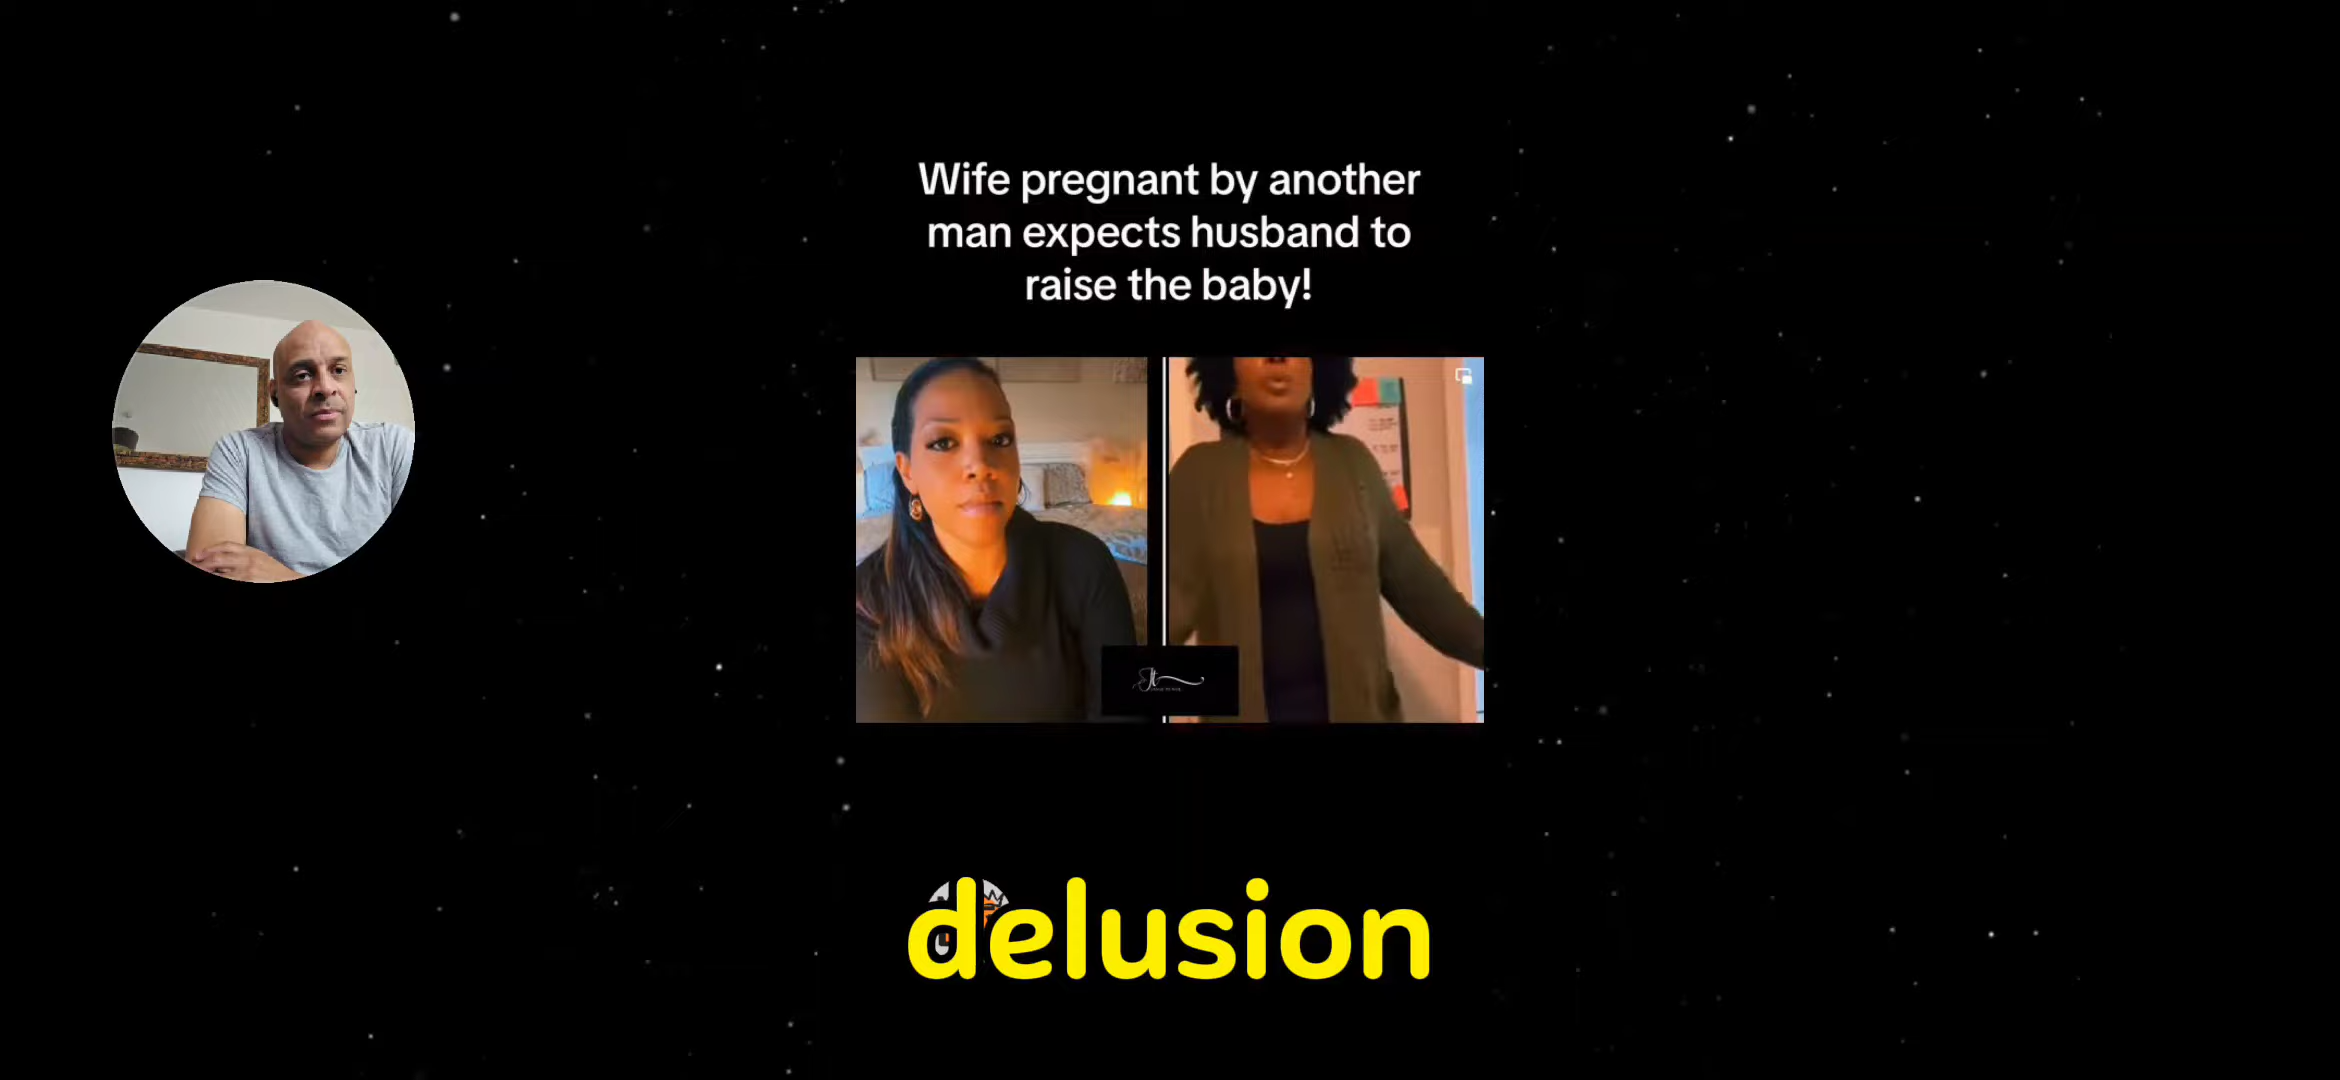 Wife pregnant by another
man expects husband to
raise the baby!
delusion